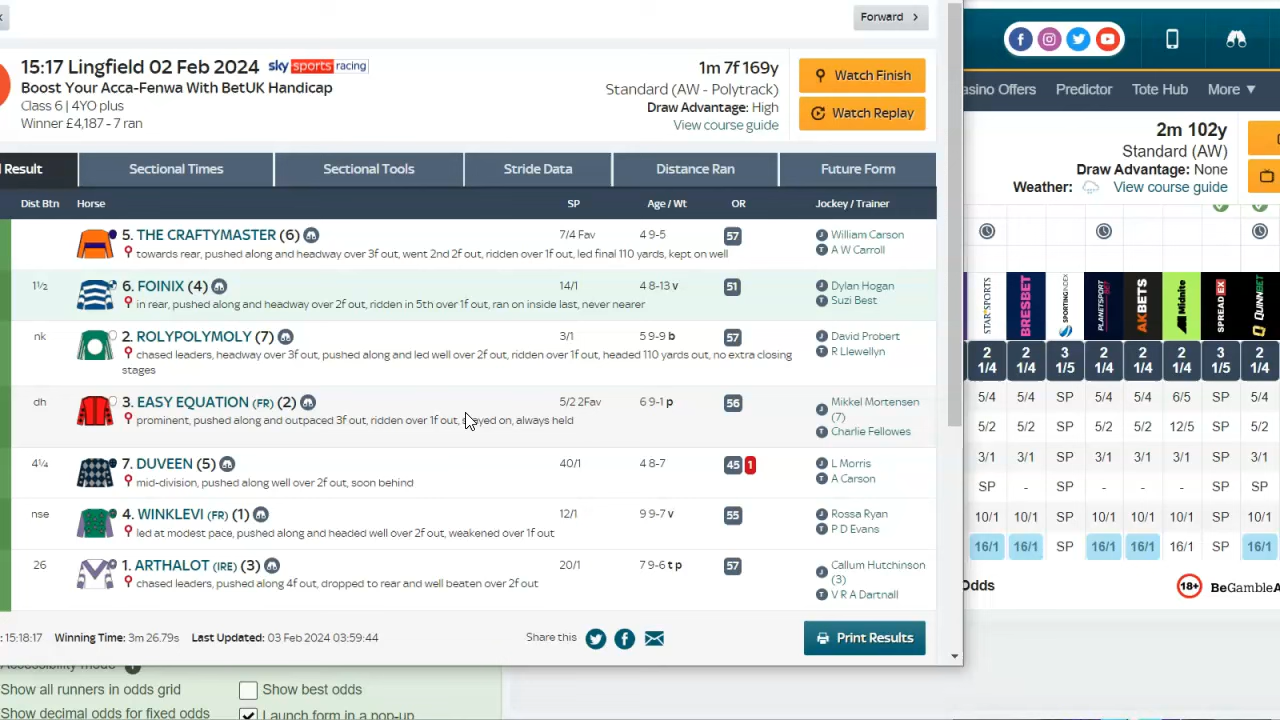 Forward >
15:17 Lingfield 02 Feb 2024 sky sports racing
Boost Your Acca-Fenwa With BetUK Handicap
Class 6 | 4YO plus
Winner £4,187 - 7 ran
1m 7f 169y
Standard (AW - Polytrack)
Draw Advantage: High
View course guide
Watch Finish
Watch Replay
Result Sectional Times Sectional Tools Stride Data Distance Ran Future Form
Dist Btn Horse SP Age / Wt OR Jockey / Trainer
5. THE CRAFTYMASTER (6) 7/4 Fav 4 9-5 57 J William Carson
T A W Carroll
towards rear, pushed along and headway over 3f out, went 2nd 2f out, ridden over 1f out, led final 110 yards, kept on well
1½ 6. FOINIX (4) 14/1 4 8-13 v 51 J Dylan Hogan
T Suzi Best
in rear, pushed along and headway over 2f out, ridden in 5th over 1f out, ran on inside last, never nearer
nk 2. ROLYPOLYMOLY (7) 3/1 5 9-9 b 57 J David Probert
T R Llewellyn
chased leaders, headway over 3f out, pushed along and led well over 2f out, ridden over 1f out, headed 110 yards out, no extra closing
stages
dh 3. EASY EQUATION (FR) (2) 5/2 2Fav 6 9-1 p 56 J Mikkel Mortensen
(7)
T Charlie Fellowes
prominent, pushed along and outpaced 3f out, ridden over 1f out, stayed on, always held
4¼ 7. DUVEEN (5) 40/1 4 8-7 45 1 J L Morris
T A Carson
mid-division, pushed along well over 2f out, soon behind
nse 4. WINKLEVI (FR) (1) 12/1 9 9-7 v 55 J Rossa Ryan
T P D Evans
led at modest pace, pushed along and headed well over 2f out, weakened over 1f out
26 1. ARTHALOT (IRE) (3) 20/1 7 9-6 t p 57 J Callum Hutchinson
(3)
T V R A Dartnall
chased leaders, pushed along 4f out, dropped to rear and well beaten over 2f out
: 15:18:17 Winning Time: 3m 26.79s Last Updated: 03 Feb 2024 03:59:44 Share this Print Results
Accessibility mode
Show all runners in odds grid Show best odds
Show decimal odds for fixed odds Launch form in a pop-up
asino Offers Predictor Tote Hub More ▼
2m 102y
Standard (AW)
Draw Advantage: None
Weather: View course guide
STAR SPORTS BRESBET SPORTING INDEX PLANETSPORT BET AKBETS Midnite SPREADEX QUINNBET
2 2 3 2 2 2 3 2
1/4 1/4 1/5 1/4 1/4 1/4 1/5 1/4
5/4 5/4 SP 5/4 5/4 6/5 SP 5/4
5/2 5/2 SP 5/2 5/2 12/5 SP 5/2
3/1 3/1 SP 3/1 3/1 3/1 SP 3/1
SP - SP - - - SP SP
10/1 10/1 SP 10/1 10/1 10/1 SP 10/1
16/1 16/1 SP 16/1 16/1 16/1 SP 16/1
Odds 18+ BeGambleA